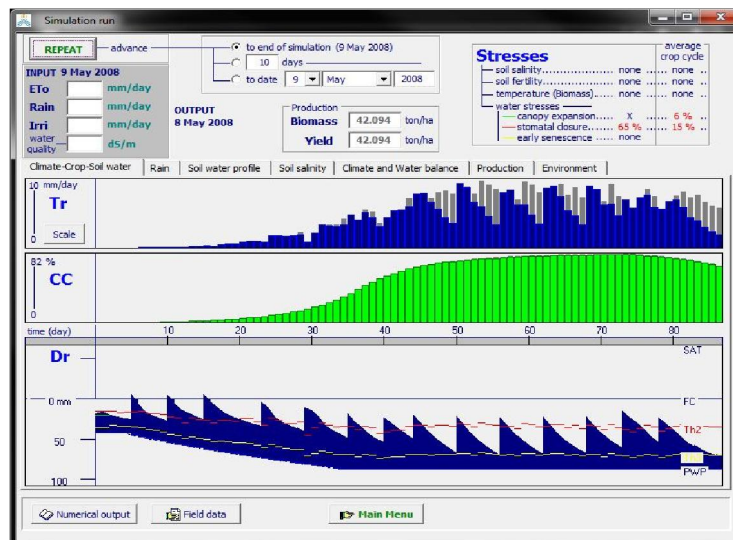 Simulation run
REPEAT advance
to end of simulation (9 May 2008)
10 days
to date 9 May 2008
INPUT 9 May 2008
ETo mm/day
Rain mm/day
Irri mm/day
water quality dS/m
OUTPUT
8 May 2008
Production
Biomass 42.094 ton/ha
Yield 42.094 ton/ha
Stresses average crop cycle
soil salinity............... none ... none ..
soil fertility............... none ... none ..
temperature (Biomass) ...... none ... none ..
water stresses
canopy expansion..... X ..... 6 % ..
stomatal closure..... 65 % .. 15 % ..
early senescence .. none
Climate-Crop-Soil water Rain Soil water profile Soil salinity Climate and Water balance Production Environment
10 mm/day
Tr
0 Scale
82 %
CC
0
time (day) 10 20 30 40 50 60 70 80
Dr SAT
0 mm FC
Th2
50
PWP
100
Numerical output Field data Main Menu